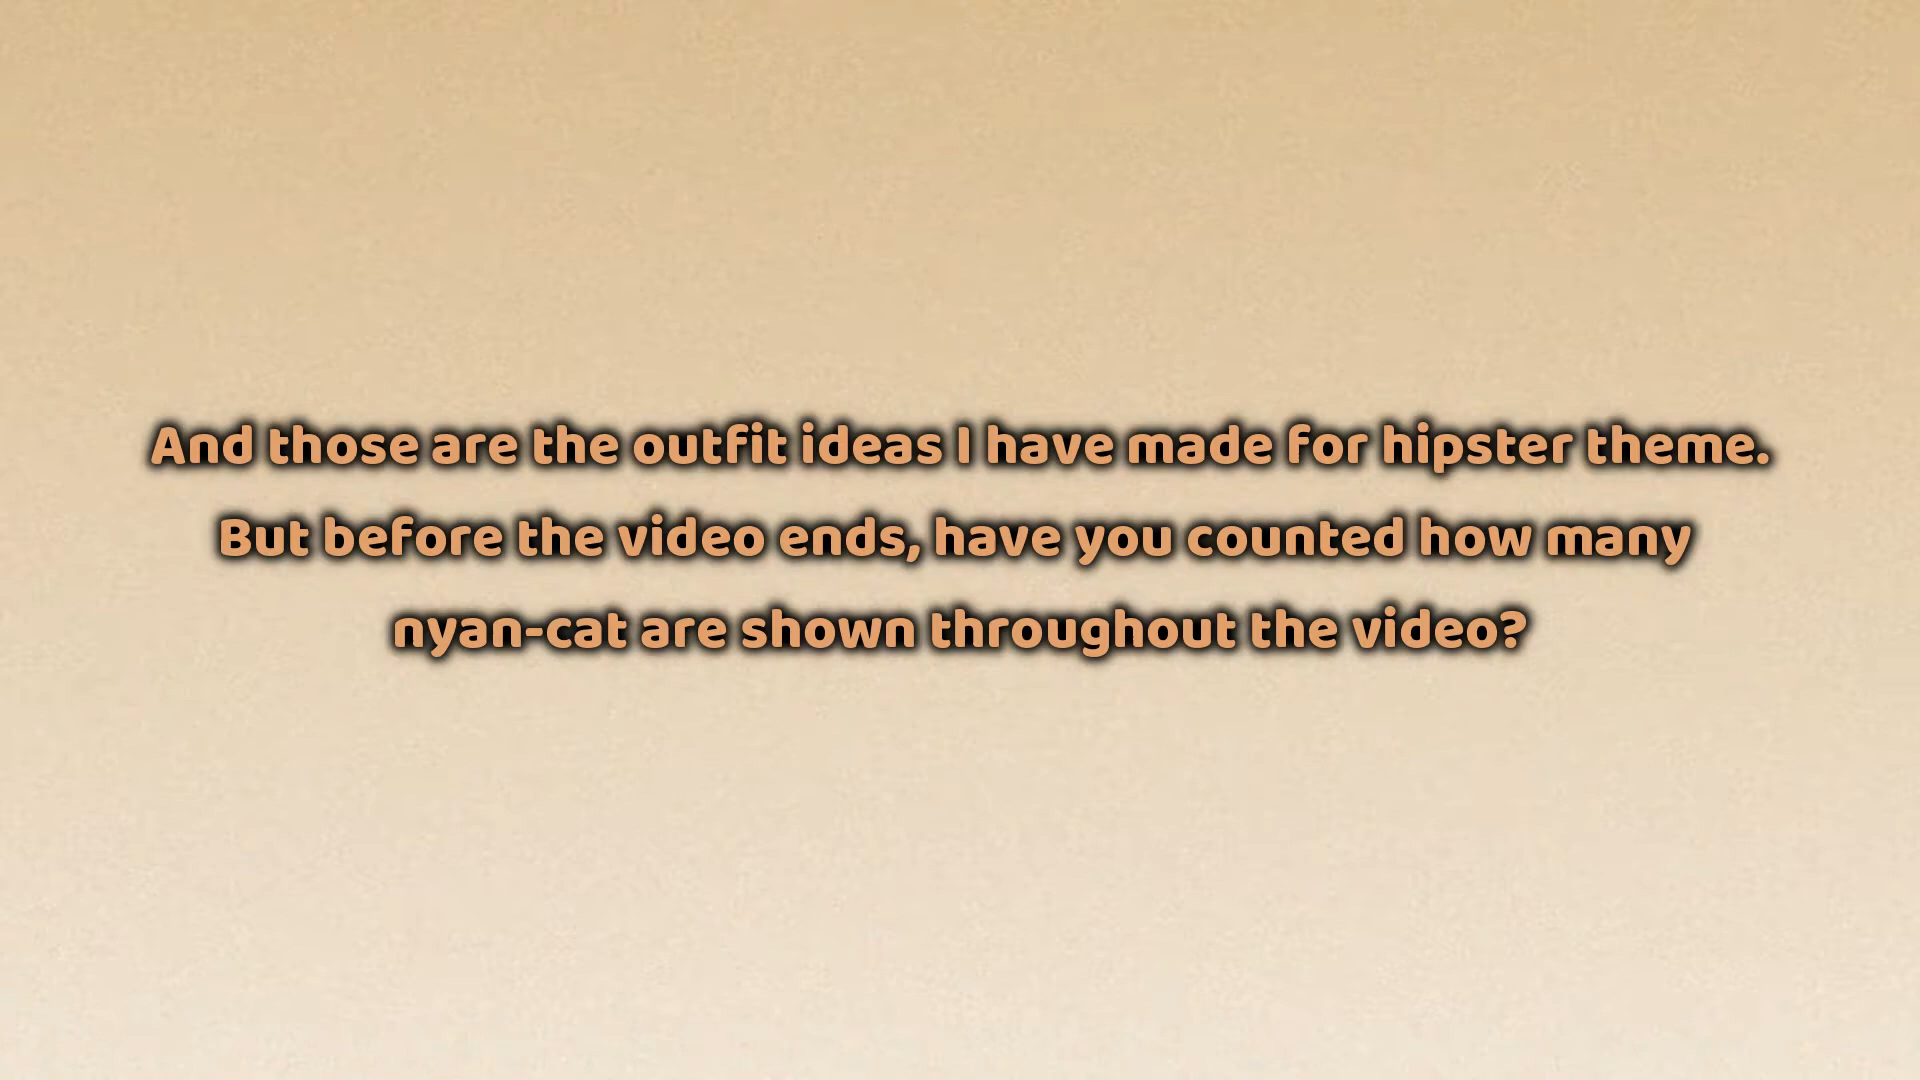 And those are the outfit ideas I have made for hipster theme.
But before the video ends, have you counted how many
nyan-cat are shown throughout the video?